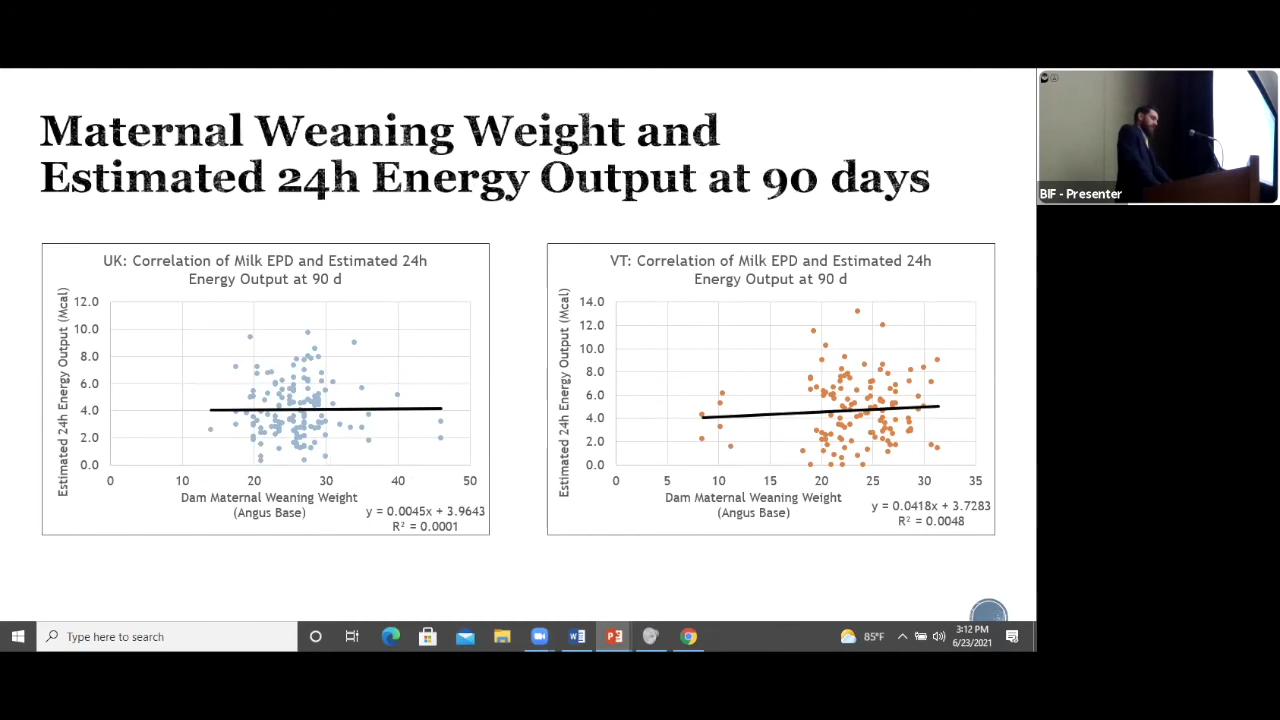 Maternal Weaning Weight and
Estimated 24h Energy Output at 90 days
BIF - Presenter
UK: Correlation of Milk EPD and Estimated 24h
Energy Output at 90 d
Estimated 24h Energy Output (Mcal)
12.0
10.0
8.0
6.0
4.0
2.0
0.0
0 10 20 30 40 50
Dam Maternal Weaning Weight
(Angus Base)
y = 0.0045x + 3.9643
R² = 0.0001
VT: Correlation of Milk EPD and Estimated 24h
Energy Output at 90 d
Estimated 24h Energy Output (Mcal)
14.0
12.0
10.0
8.0
6.0
4.0
2.0
0.0
0 5 10 15 20 25 30 35
Dam Maternal Weaning Weight
(Angus Base)
y = 0.0418x + 3.7283
R² = 0.0048
Type here to search
85°F
3:12 PM
6/23/2021